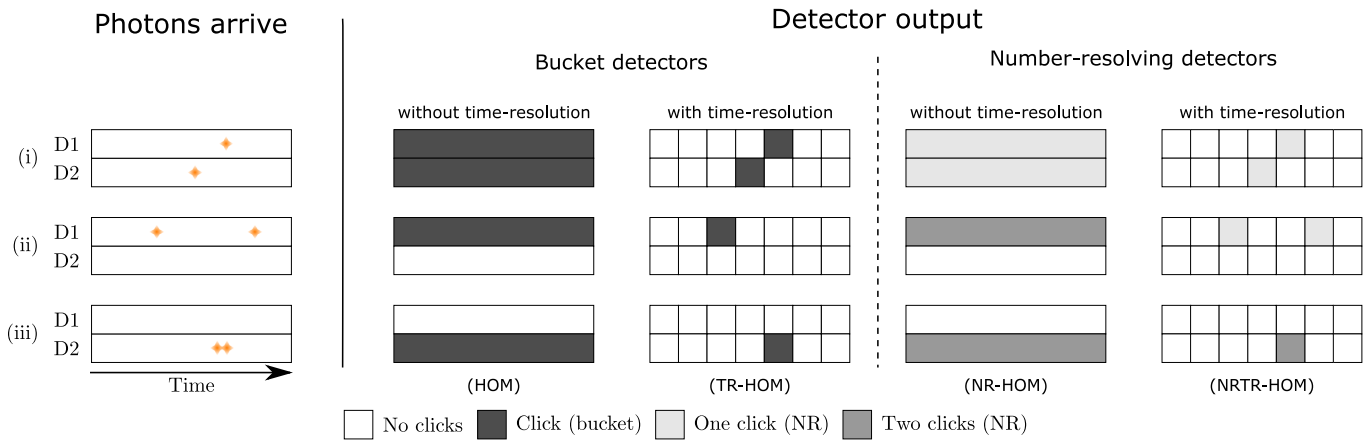 Photons arrive
Detector output
Bucket detectors
Number-resolving detectors
without time-resolution
with time-resolution
without time-resolution
with time-resolution
(i)
D1
D2
(ii)
D1
D2
(iii)
D1
D2
Time
(HOM)
(TR-HOM)
(NR-HOM)
(NRTR-HOM)
No clicks
Click (bucket)
One click (NR)
Two clicks (NR)